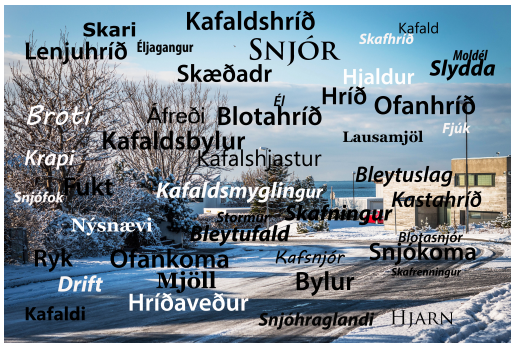 Kafaldshríð
Skari
Kafald
Skafhríð
Lenjuhríð
Éljagangur
Snjór
Moldél
Slydda
Skæðadr
Hjaldur
Hríð
Él
Ofanhríð
Broti
Áfreði
Blotahríð
Fjúk
Kafaldsbylur
Lausamjöl
Krapi
Kafalshjastur
Bleytuslag
Fukt
Kafaldsmyglingur
Snjófok
Kastahríð
Skafningur
Stormur
Nýsnævi
Bleytufald
Blotasnjór
Snjókoma
Ryk
Ofankoma
Kafsnjór
Skafrenningur
Mjöll
Bylur
Drift
Hríðaveður
Kafaldi
Snjóhraglandi
Hjarn